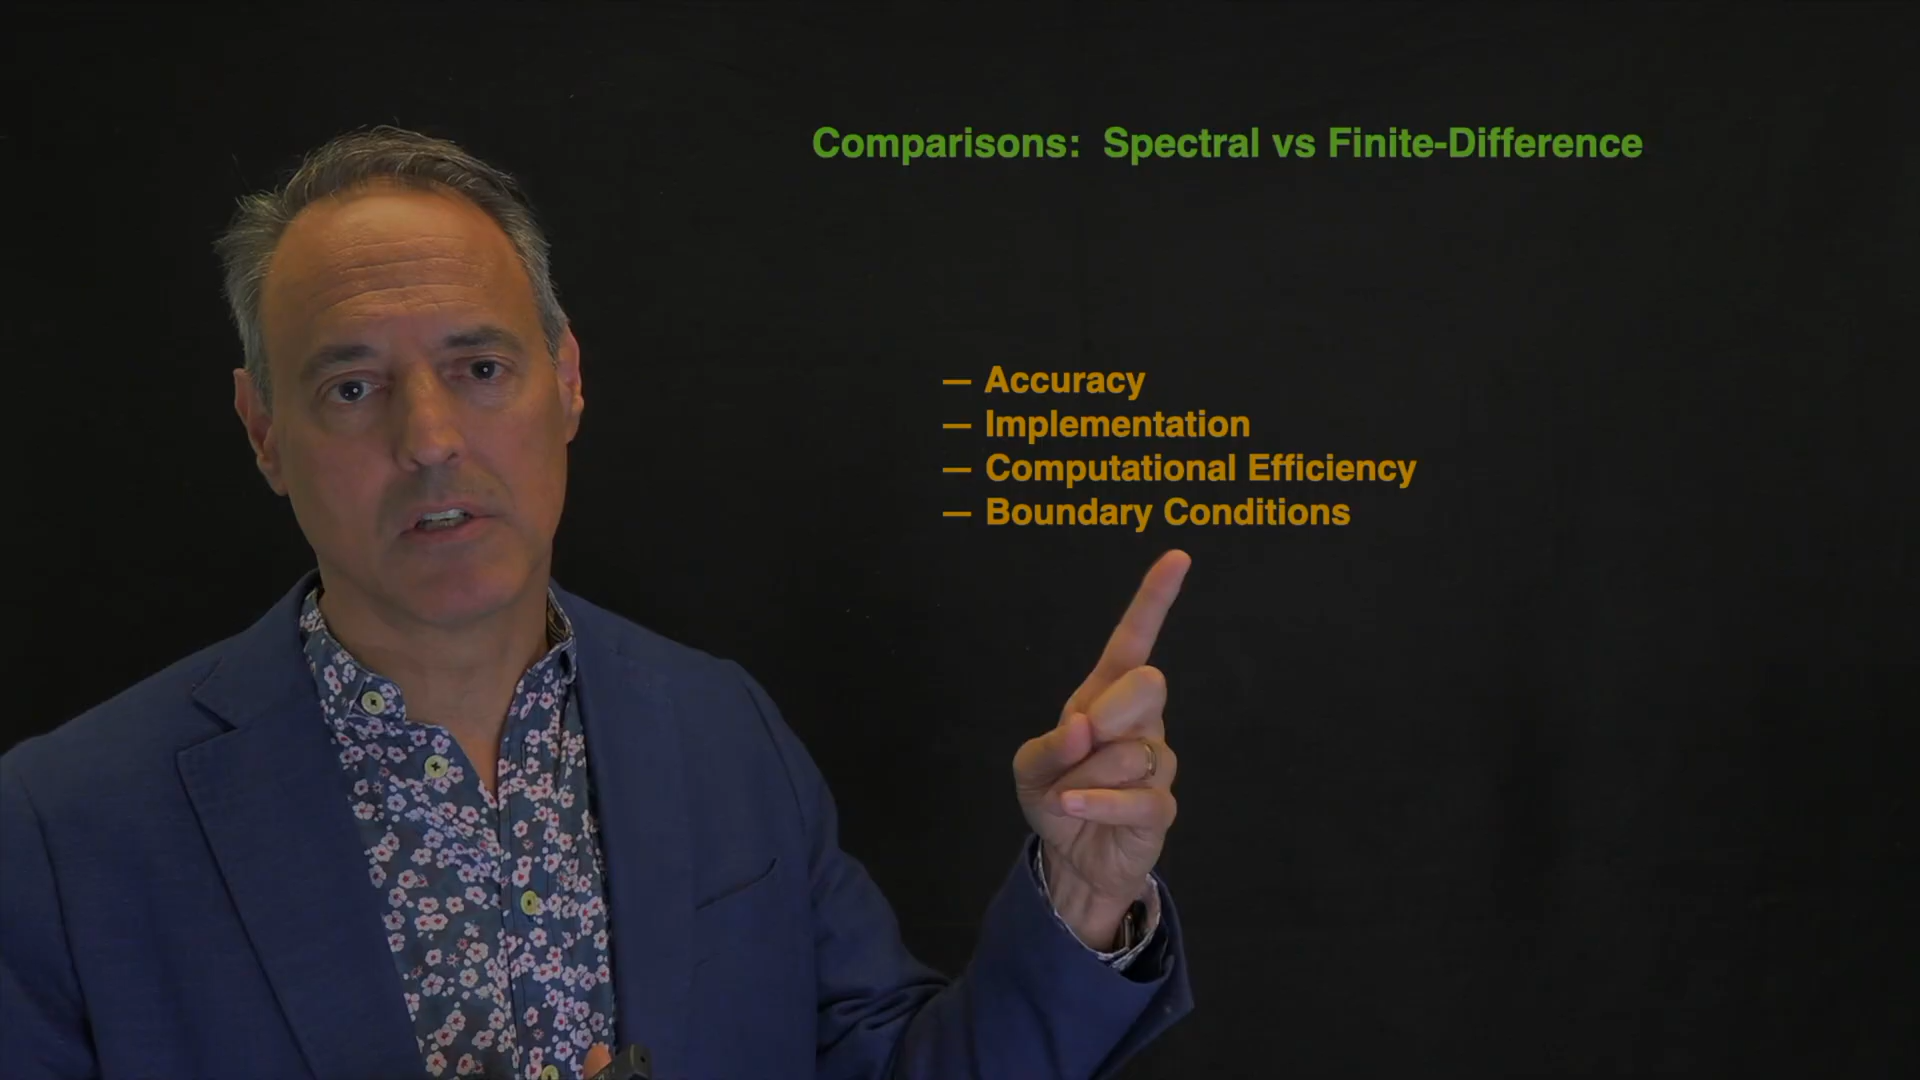 Comparisons: Spectral vs Finite-Difference
— Accuracy
— Implementation
— Computational Efficiency
— Boundary Conditions